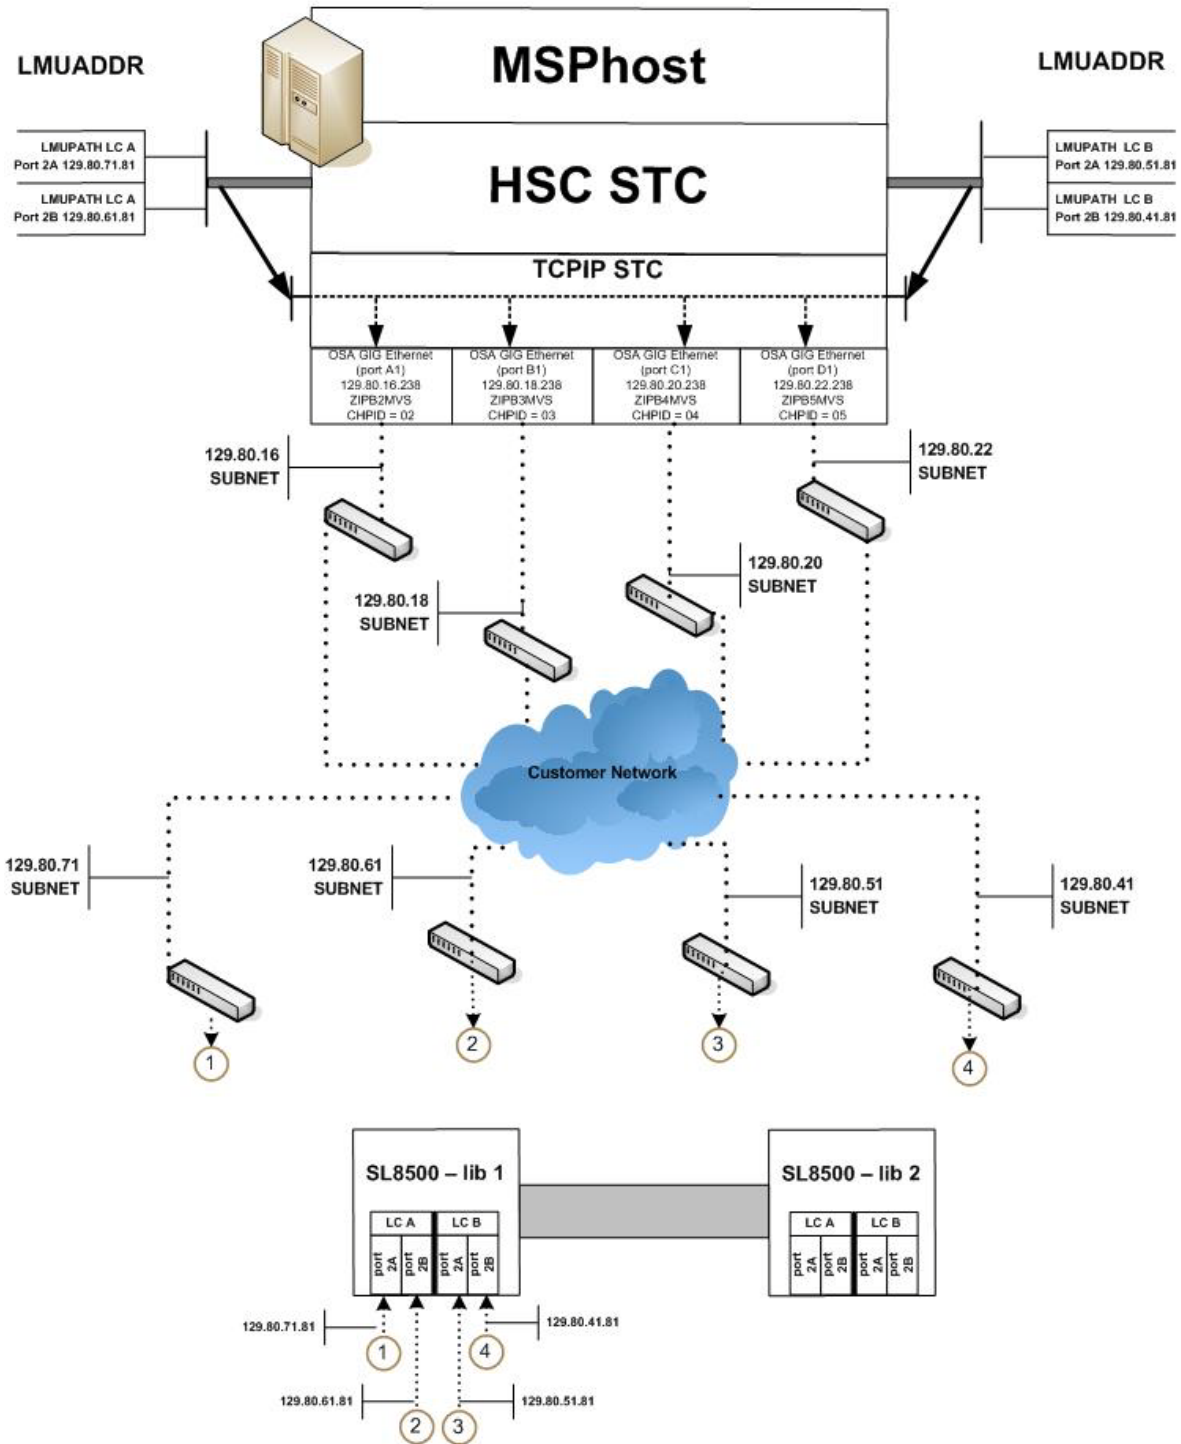 MSPhost
LMUADDR
LMUADDR
LMUPATH LC A
Port 2A 129.80.71.81
LMUPATH LC A
Port 2B 129.80.61.81
HSC STC
LMUPATH LC B
Port 2A 129.80.51.81
LMUPATH LC B
Port 2B 129.80.41.81
TCPIP STC
OSA GIG Ethernet
(port A1)
129.80.16.238
ZIPB2MVS
CHPID = 02
OSA GIG Ethernet
(port B1)
129.80.18.238
ZIPB3MVS
CHPID = 03
OSA GIG Ethernet
(port C1)
129.80.20.238
ZIPB4MVS
CHPID = 04
OSA GIG Ethernet
(port D1)
129.80.22.238
ZIPB5MVS
CHPID = 05
129.80.16
SUBNET
129.80.22
SUBNET
129.80.18
SUBNET
129.80.20
SUBNET
Customer Network
129.80.71
SUBNET
129.80.61
SUBNET
129.80.51
SUBNET
129.80.41
SUBNET
1
2
3
4
SL8500 – lib 1
LC A
LC B
port 2A
port 2B
port 2A
port 2B
SL8500 – lib 2
LC A
LC B
port 2A
port 2B
port 2A
port 2B
129.80.71.81
1
4
129.80.41.81
129.80.61.81
2
3
129.80.51.81